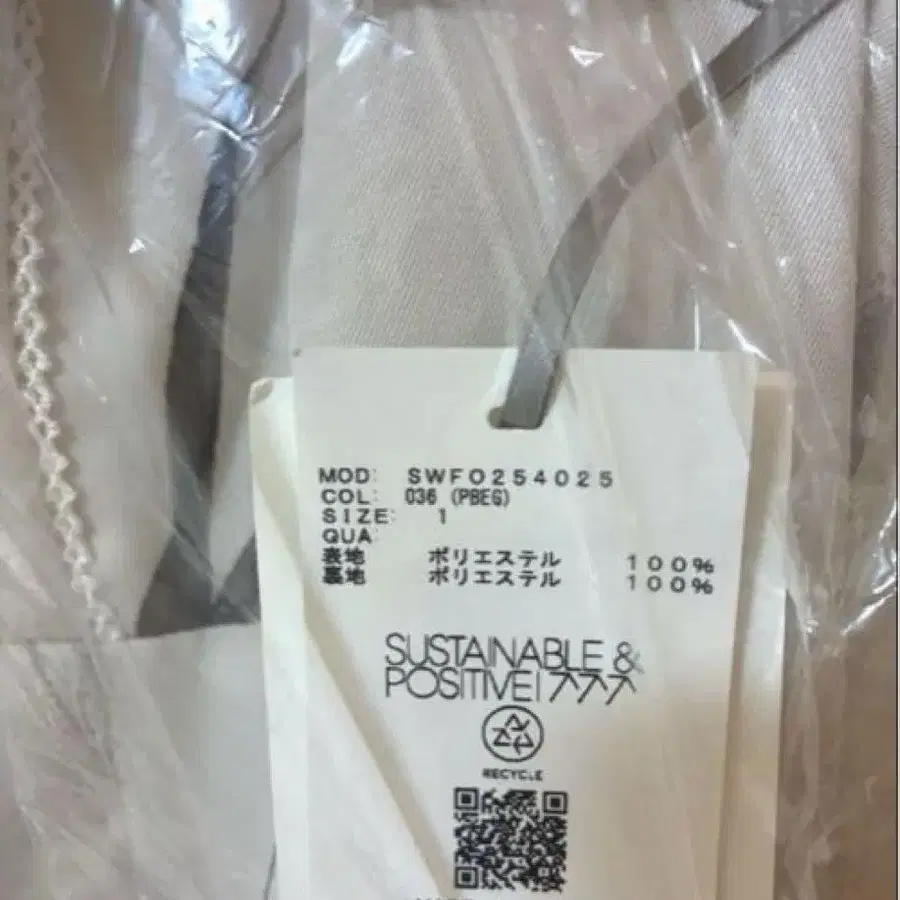 MOD: SWFO254025
COL: 036 (PBEG)
SIZE: 1
QUA:
表地 ポリエステル 100%
裏地 ポリエステル 100%
SUSTAINABLE &
POSITIVE!
RECYCLE